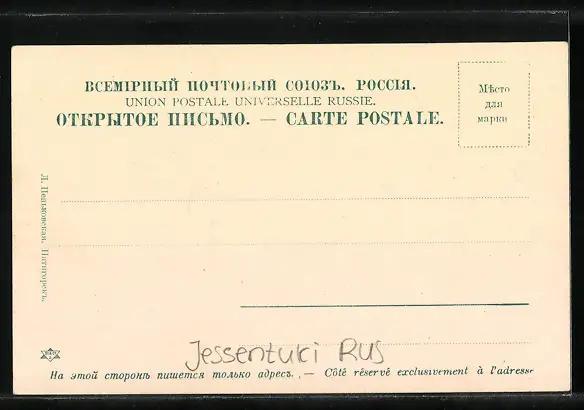 ВСЕМІРНЫЙ ПОЧТОВЫЙ СОЮЗЪ. РОССІЯ.
UNION POSTALE UNIVERSELLE RUSSIE.
ОТКРЫТОЕ ПИСЬМО. — CARTE POSTALE.
Мѣсто
для
марки
Jessentuki RUS
На этой сторонѣ пишется только адресъ. — Côté réservé exclusivement à l'adresse